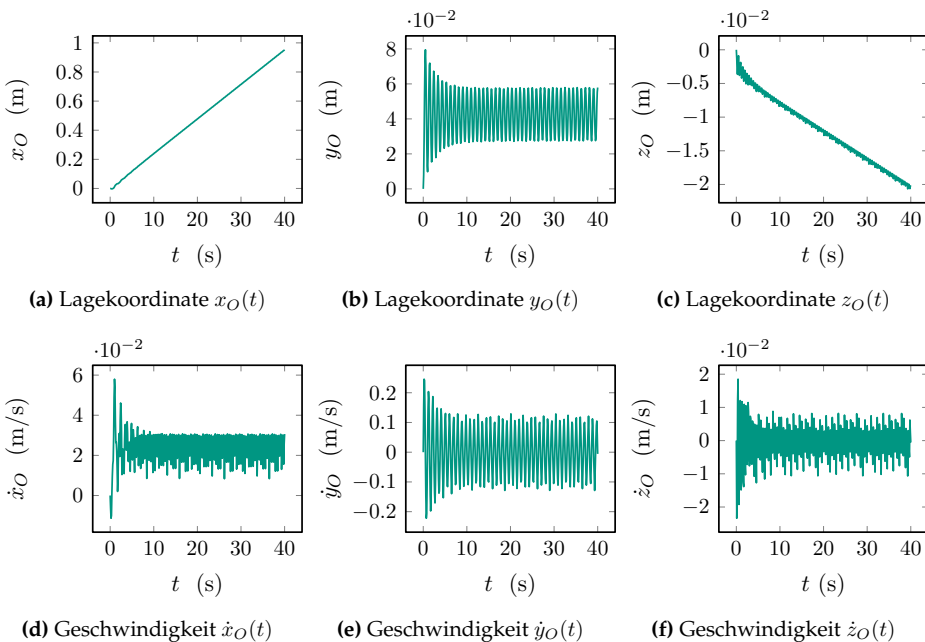 ·10⁻² ·10⁻²
1 0.8 0.6 0.4 0.2 0
8 6 4 2 0
0 −0.5 −1 −1.5 −2
x_O (m) y_O (m) z_O (m)
0 10 20 30 40 0 10 20 30 40 0 10 20 30 40
t (s) t (s) t (s)
(a) Lagekoordinate x_O(t) (b) Lagekoordinate y_O(t) (c) Lagekoordinate z_O(t)
·10⁻² ·10⁻²
6 4 2 0
0.2 0.1 0 −0.1 −0.2
2 1 0 −1 −2
ẋ_O (m/s) ẏ_O (m/s) ż_O (m/s)
0 10 20 30 40 0 10 20 30 40 0 10 20 30 40
t (s) t (s) t (s)
(d) Geschwindigkeit ẋ_O(t) (e) Geschwindigkeit ẏ_O(t) (f) Geschwindigkeit ż_O(t)